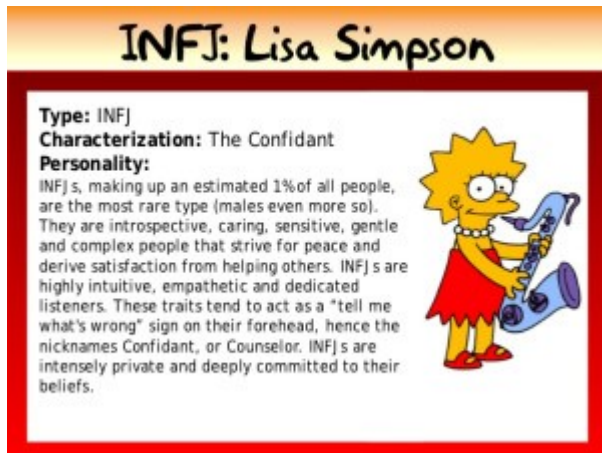 INFJ: Lisa Simpson
Type: INFJ
Characterization: The Confidant
Personality:
INFJs, making up an estimated 1% of all people,
are the most rare type (males even more so).
They are introspective, caring, sensitive, gentle
and complex people that strive for peace and
derive satisfaction from helping others. INFJs are
highly intuitive, empathetic and dedicated
listeners. These traits tend to act as a "tell me
what's wrong" sign on their forehead, hence the
nicknames Confidant, or Counselor. INFJs are
intensely private and deeply committed to their
beliefs.